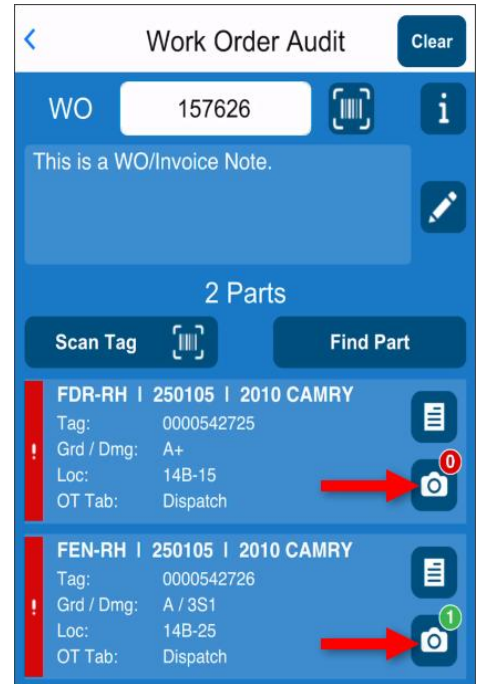 Work Order Audit
Clear
WO
157626
i
This is a WO/Invoice Note.
2 Parts
Scan Tag
Find Part
FDR-RH | 250105 | 2010 CAMRY
Tag: 0000542725
! Grd / Dmg: A+
0
Loc: 14B-15
OT Tab: Dispatch
FEN-RH | 250105 | 2010 CAMRY
Tag: 0000542726
! Grd / Dmg: A / 3S1
1
Loc: 14B-25
OT Tab: Dispatch